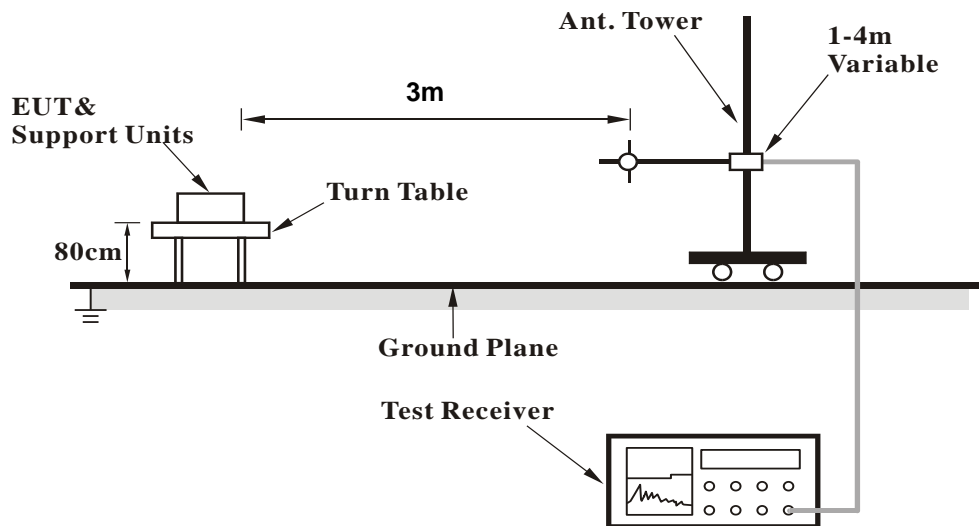 Ant. Tower
1-4m
Variable
3m
EUT&
Support Units
Turn Table
80cm
Ground Plane
Test Receiver